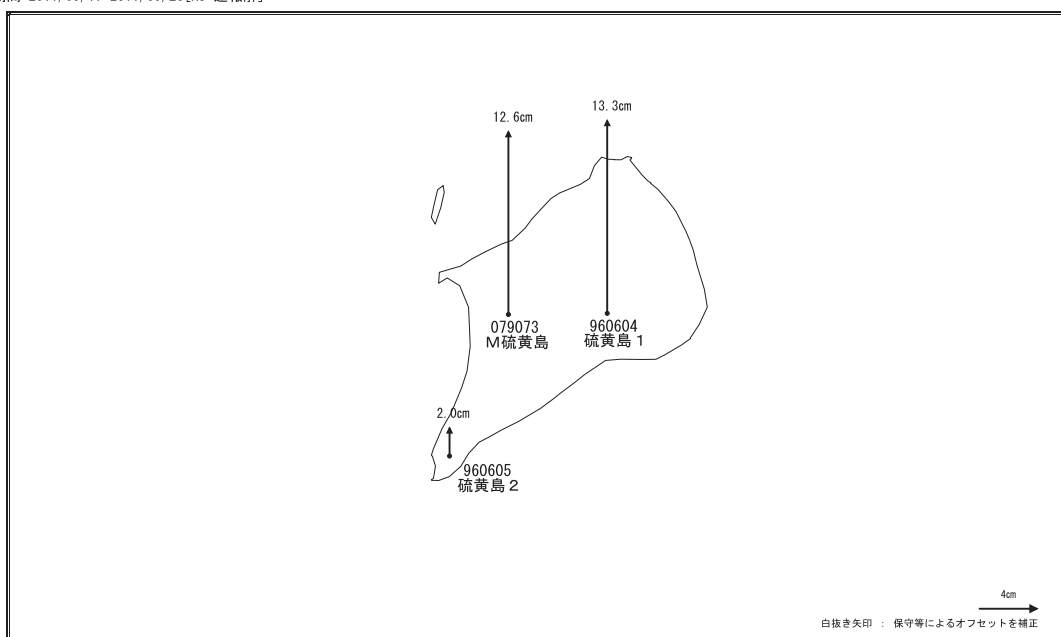 13.3cm
12.6cm
079073
M硫黄島
960604
硫黄島1
2.0cm
960605
硫黄島2
4cm
白抜き矢印 : 保守等によるオフセットを補正